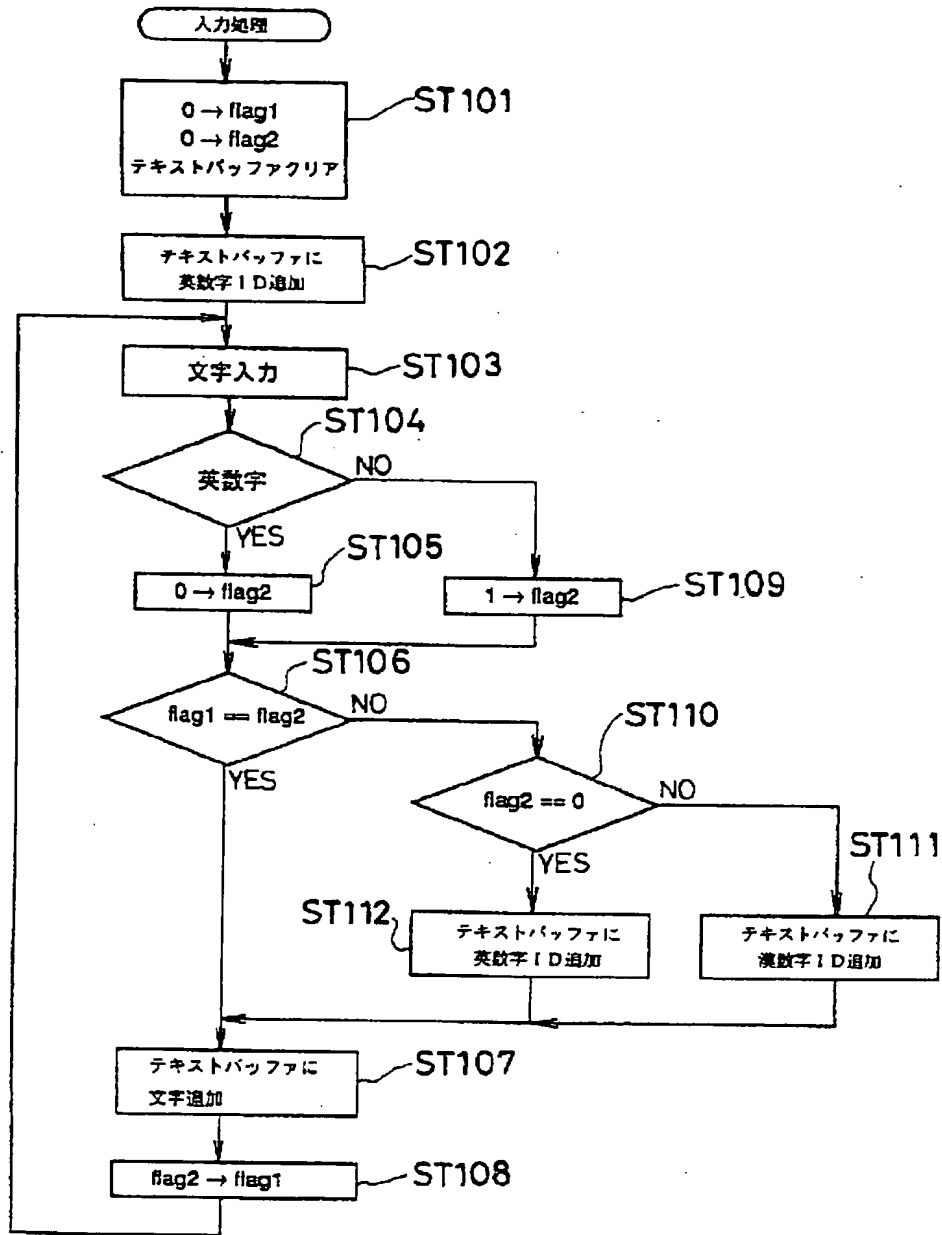 入力処理
0 → flag1
0 → flag2
テキストバッファクリア
ST101
テキストバッファに
英数字ID追加
ST102
文字入力
ST103
ST104
英数字
NO
YES
ST105
0 → flag2
1 → flag2
ST109
ST106
flag1 == flag2
NO
YES
ST110
flag2 == 0
NO
YES
ST111
ST112
テキストバッファに
英数字ID追加
テキストバッファに
漢数字ID追加
テキストバッファに
文字追加
ST107
flag2 → flag1
ST108